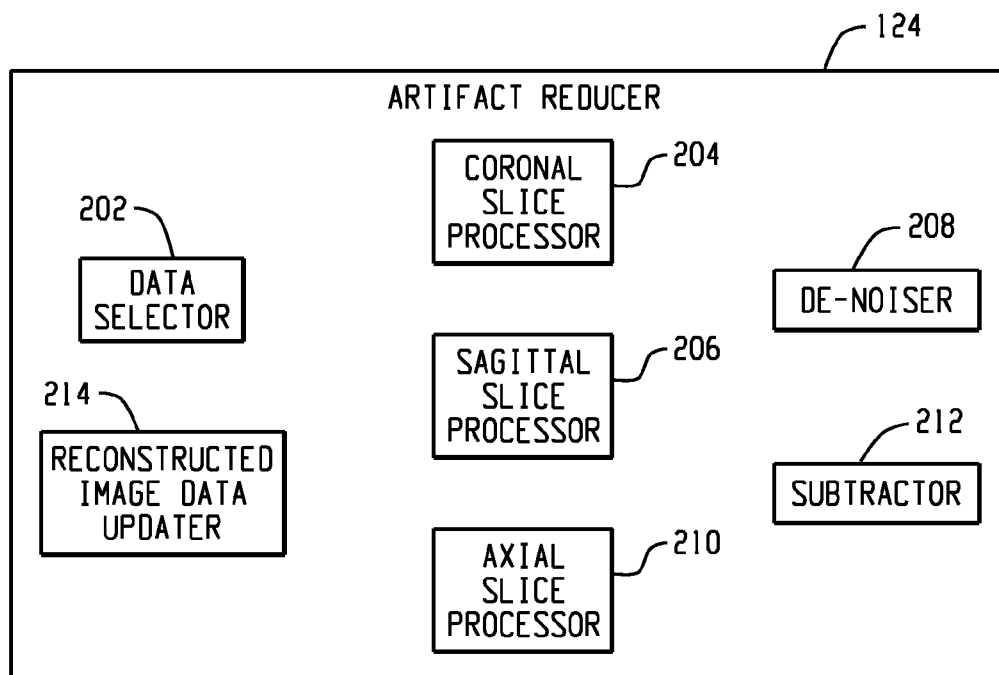 124
ARTIFACT REDUCER
204
CORONAL
SLICE
PROCESSOR
202
DATA
SELECTOR
208
DE-NOISER
206
SAGITTAL
SLICE
PROCESSOR
214
RECONSTRUCTED
IMAGE DATA
UPDATER
212
SUBTRACTOR
210
AXIAL
SLICE
PROCESSOR